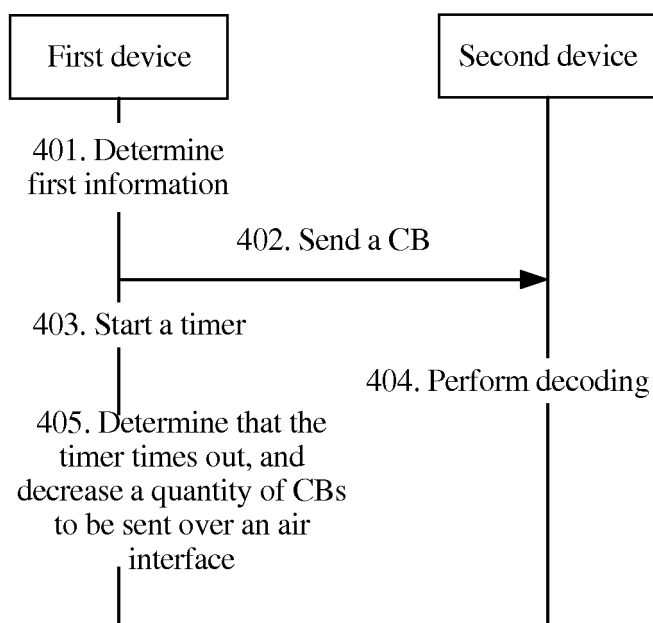 First device
Second device
401. Determine
first information
402. Send a CB
403. Start a timer
404. Perform decoding
405. Determine that the
timer times out, and
decrease a quantity of CBs
to be sent over an air
interface